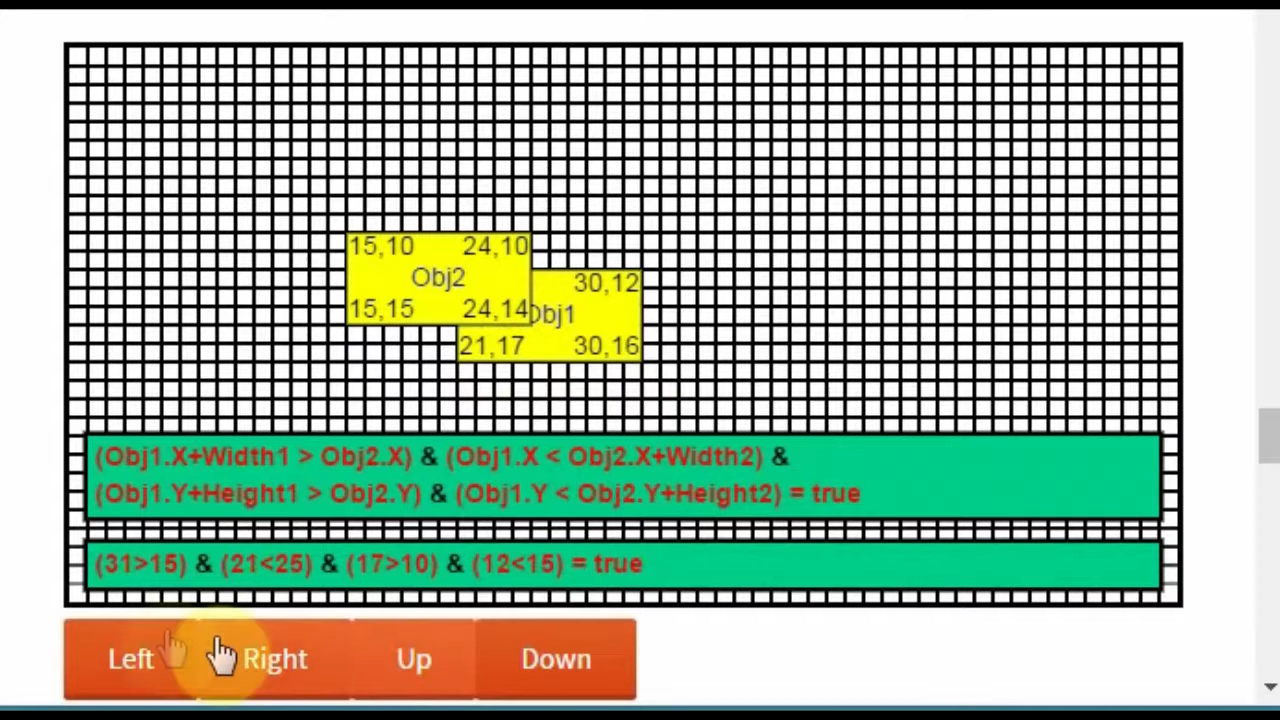 15,10 24,10
Obj2
30,12
15,15 24,14
Obj1
21,17 30,16
(Obj1.X+Width1 > Obj2.X) & (Obj1.X < Obj2.X+Width2) &
(Obj1.Y+Height1 > Obj2.Y) & (Obj1.Y < Obj2.Y+Height2) = true
(31>15) & (21<25) & (17>10) & (12<15) = true
Left Right Up Down